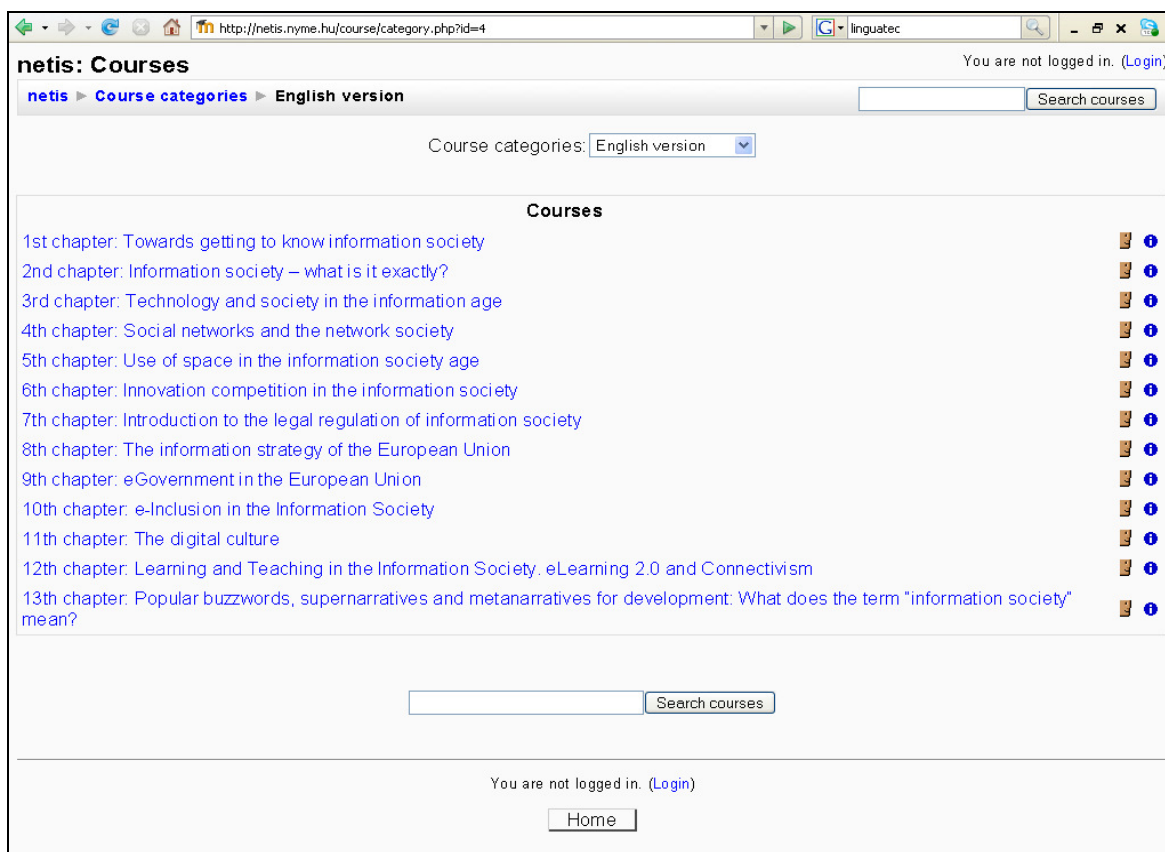 http://netis.nyme.hu/course/category.php?id=4
G
linguatec
netis: Courses
You are not logged in. (Login)
netis ► Course categories ► English version
Search courses
Course categories: English version
Courses
1st chapter: Towards getting to know information society
2nd chapter: Information society – what is it exactly?
3rd chapter: Technology and society in the information age
4th chapter: Social networks and the network society
5th chapter: Use of space in the information society age
6th chapter: Innovation competition in the information society
7th chapter: Introduction to the legal regulation of information society
8th chapter: The information strategy of the European Union
9th chapter: eGovernment in the European Union
10th chapter: e-Inclusion in the Information Society
11th chapter: The digital culture
12th chapter: Learning and Teaching in the Information Society. eLearning 2.0 and Connectivism
13th chapter: Popular buzzwords, supernarratives and metanarratives for development: What does the term "information society"
mean?
Search courses
You are not logged in. (Login)
Home